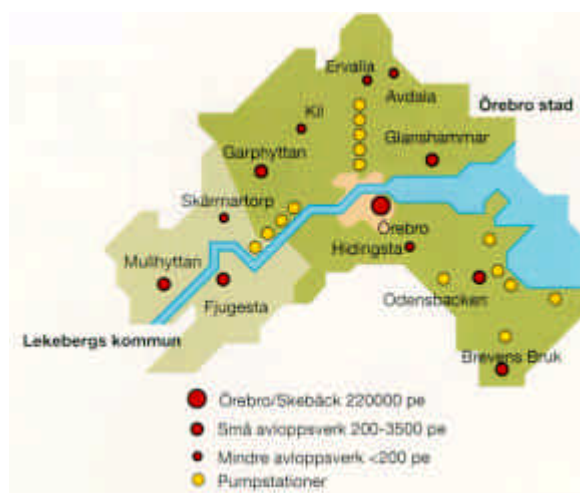 Ervalla
Avdala
Örebro stad
Kil
Glanshammar
Garphyttan
Skärmartorp
Örebro
Hidingsta
Mullhyttan
Fjugesta
Odensbacken
Lekebergs kommun
Brevens Bruk
Örebro/Skebäck 220000 pe
Små avloppsverk 200-3500 pe
Mindre avloppsverk <200 pe
Pumpstationer